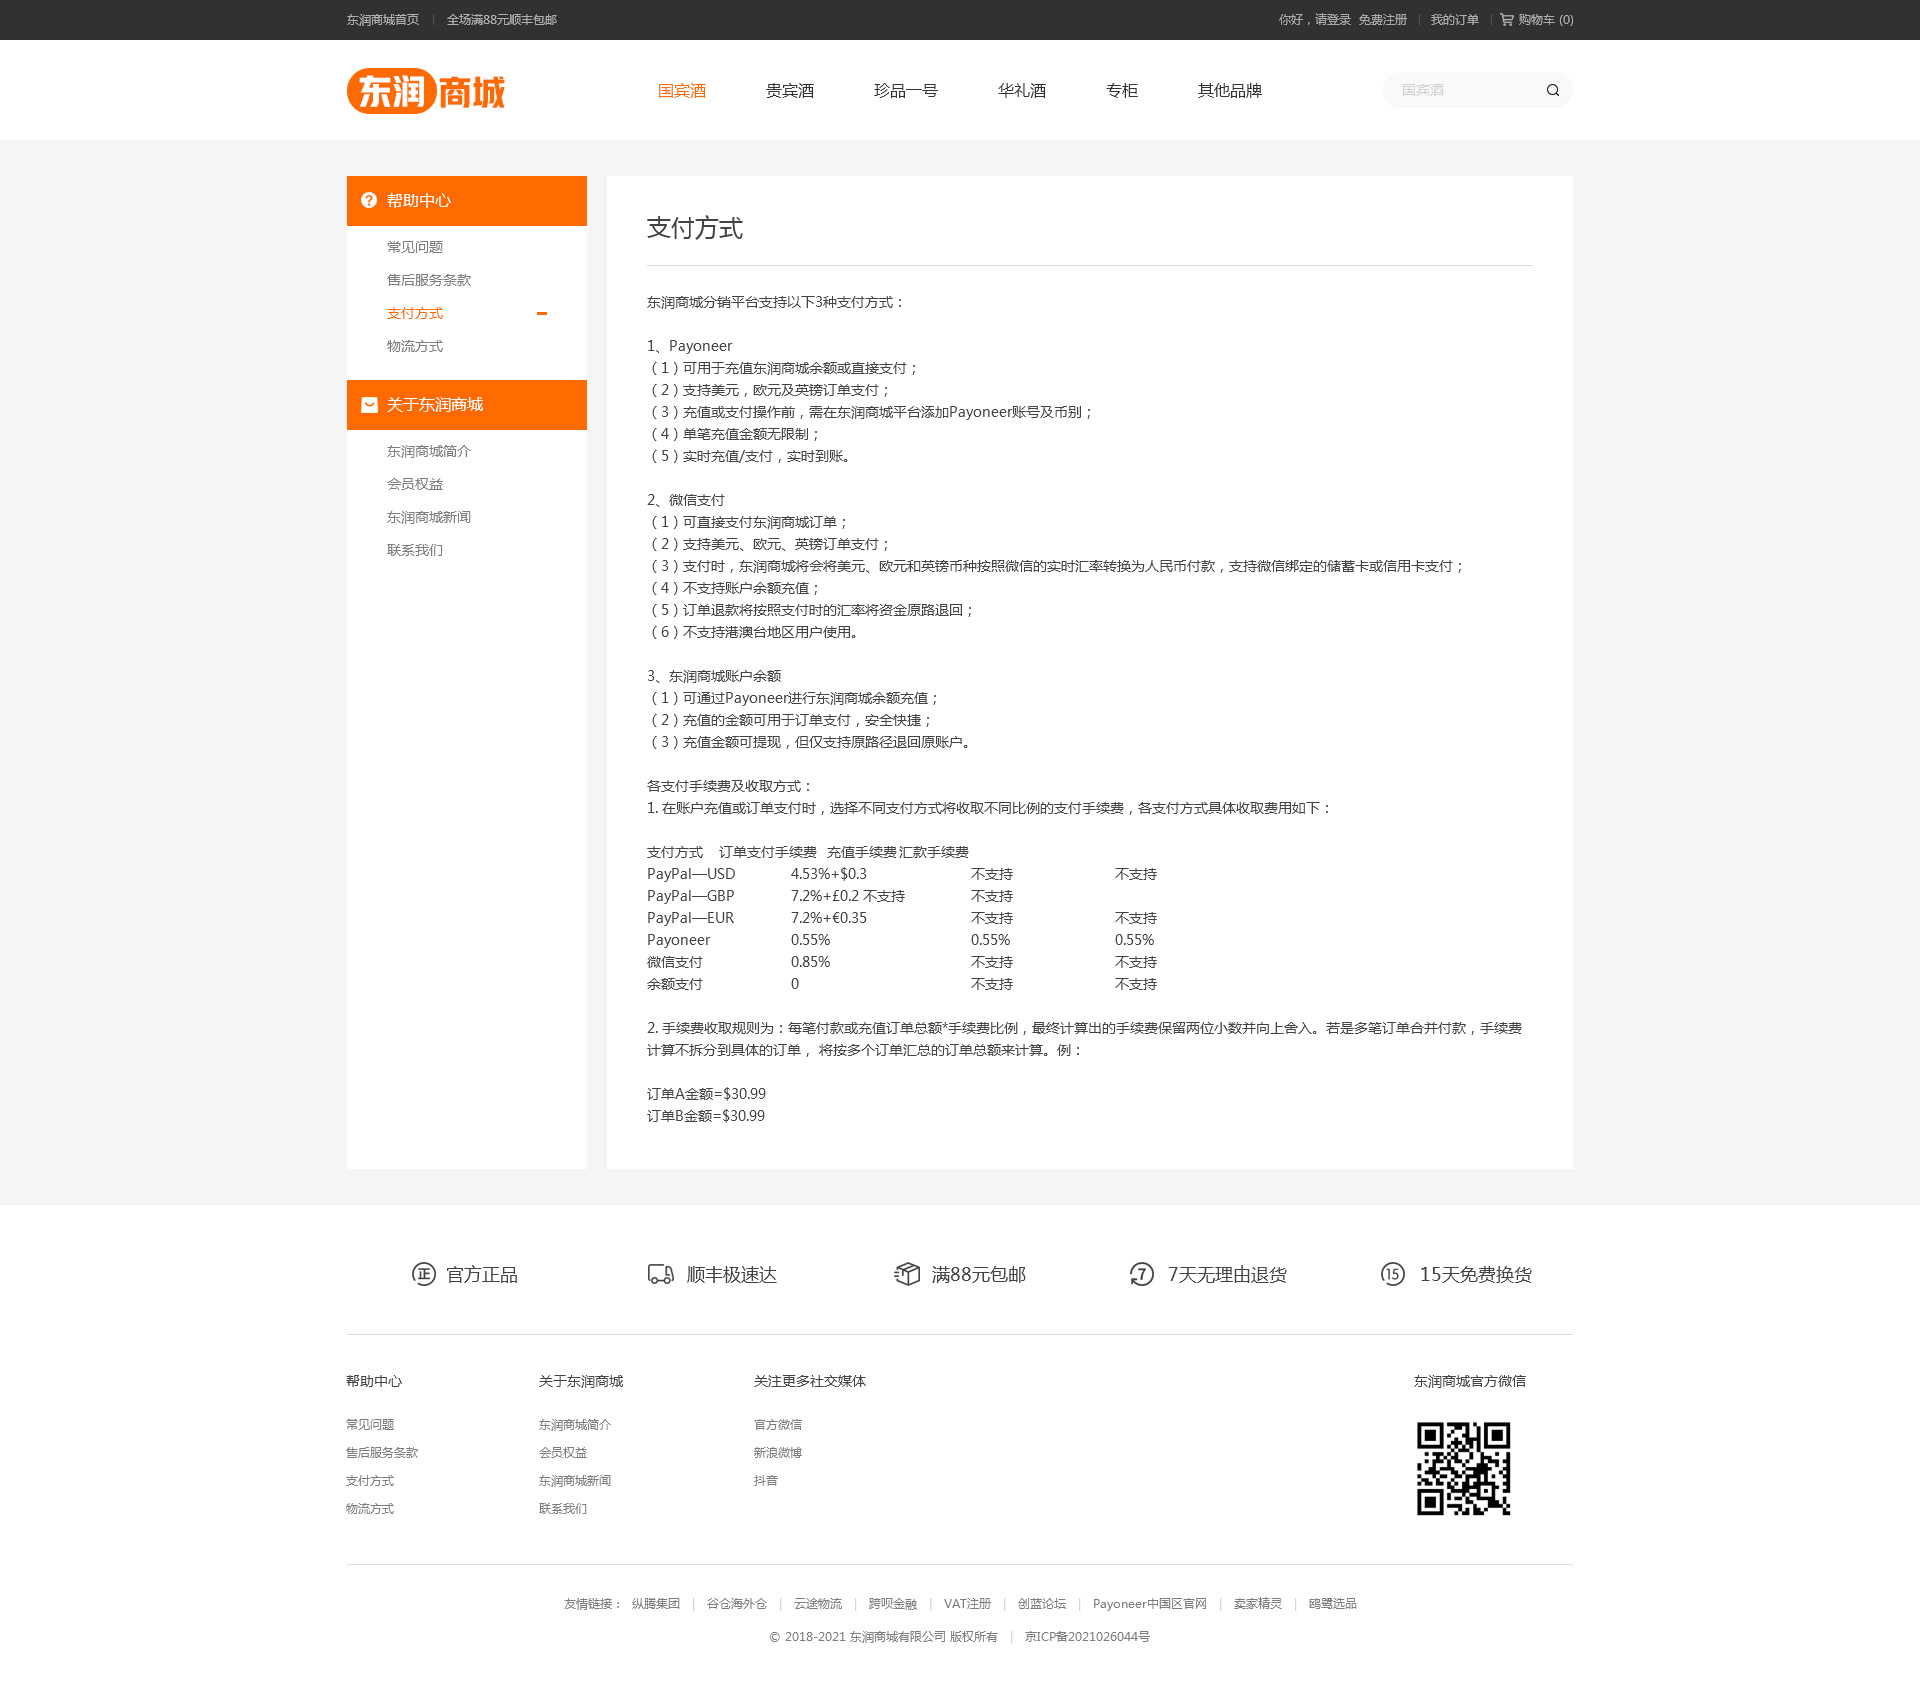 东润商城首页 | 全场满88元顺丰包邮 你好，请登录 免费注册 | 我的订单 | 购物车 (0)
东润商城 国宾酒 贵宾酒 珍品一号 华礼酒 专柜 其他品牌 国宾酒
帮助中心
常见问题
售后服务条款
支付方式
物流方式
关于东润商城
东润商城简介
会员权益
东润商城新闻
联系我们
支付方式
东润商城分销平台支持以下3种支付方式：
1、Payoneer
（1）可用于充值东润商城余额或直接支付；
（2）支持美元，欧元及英镑订单支付；
（3）充值或支付操作前，需在东润商城平台添加Payoneer账号及币别；
（4）单笔充值金额无限制；
（5）实时充值/支付，实时到账。
2、微信支付
（1）可直接支付东润商城订单；
（2）支持美元、欧元、英镑订单支付；
（3）支付时，东润商城将会将美元、欧元和英镑币种按照微信的实时汇率转换为人民币付款，支持微信绑定的储蓄卡或信用卡支付；
（4）不支持账户余额充值；
（5）订单退款将按照支付时的汇率将资金原路退回；
（6）不支持港澳台地区用户使用。
3、东润商城账户余额
（1）可通过Payoneer进行东润商城余额充值；
（2）充值的金额可用于订单支付，安全快捷；
（3）充值金额可提现，但仅支持原路径退回原账户。
各支付手续费及收取方式：
1. 在账户充值或订单支付时，选择不同支付方式将收取不同比例的支付手续费，各支付方式具体收取费用如下：
支付方式 订单支付手续费 充值手续费 汇款手续费
PayPal—USD 4.53%+$0.3 不支持 不支持
PayPal—GBP 7.2%+£0.2 不支持 不支持
PayPal—EUR 7.2%+€0.35 不支持 不支持
Payoneer 0.55% 0.55% 0.55%
微信支付 0.85% 不支持 不支持
余额支付 0 不支持 不支持
2. 手续费收取规则为：每笔付款或充值订单总额*手续费比例，最终计算出的手续费保留两位小数并向上舍入。若是多笔订单合并付款，手续费
计算不拆分到具体的订单， 将按多个订单汇总的订单总额来计算。例：
订单A金额=$30.99
订单B金额=$30.99
正 官方正品 顺丰极速达 满88元包邮 7 7天无理由退货 15 15天免费换货
帮助中心
常见问题
售后服务条款
支付方式
物流方式
关于东润商城
东润商城简介
会员权益
东润商城新闻
联系我们
关注更多社交媒体
官方微信
新浪微博
抖音
东润商城官方微信
友情链接： 纵腾集团 | 谷仓海外仓 | 云途物流 | 跨呗金融 | VAT注册 | 创蓝论坛 | Payoneer中国区官网 | 卖家精灵 | 鸥鹭选品
© 2018-2021 东润商城有限公司 版权所有 | 京ICP备2021026044号